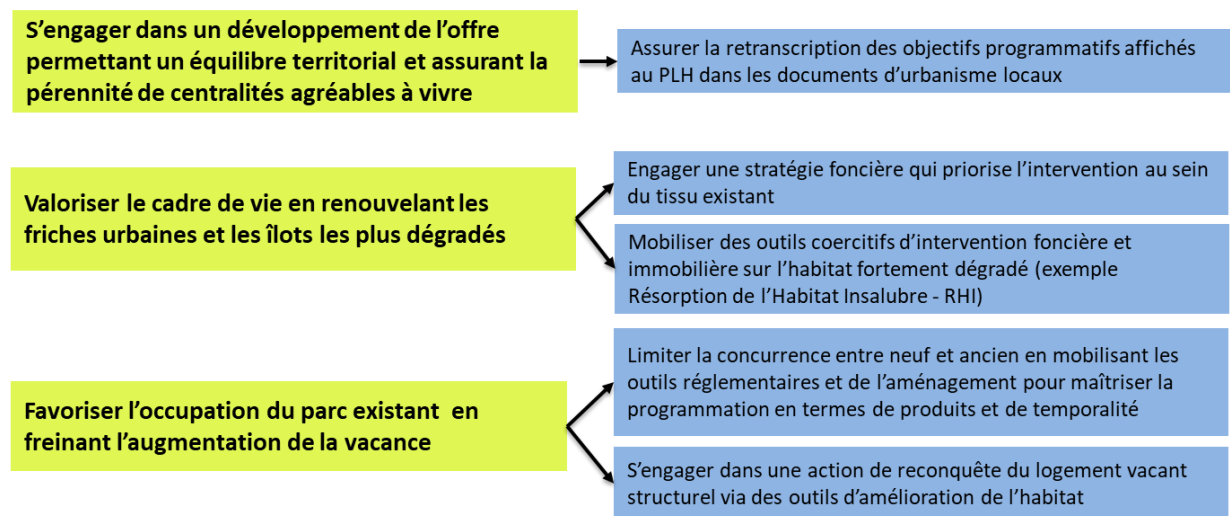 S’engager dans un développement de l’offre
permettant un équilibre territorial et assurant la
pérennité de centralités agréables à vivre
Assurer la retranscription des objectifs programmatifs affichés
au PLH dans les documents d’urbanisme locaux
Valoriser le cadre de vie en renouvelant les
friches urbaines et les îlots les plus dégradés
Engager une stratégie foncière qui priorise l’intervention au sein
du tissu existant
Mobiliser des outils coercitifs d’intervention foncière et
immobilière sur l’habitat fortement dégradé (exemple
Résorption de l’Habitat Insalubre - RHI)
Favoriser l’occupation du parc existant en
freinant l’augmentation de la vacance
Limiter la concurrence entre neuf et ancien en mobilisant les
outils réglementaires et de l’aménagement pour maîtriser la
programmation en termes de produits et de temporalité
S’engager dans une action de reconquête du logement vacant
structurel via des outils d’amélioration de l’habitat